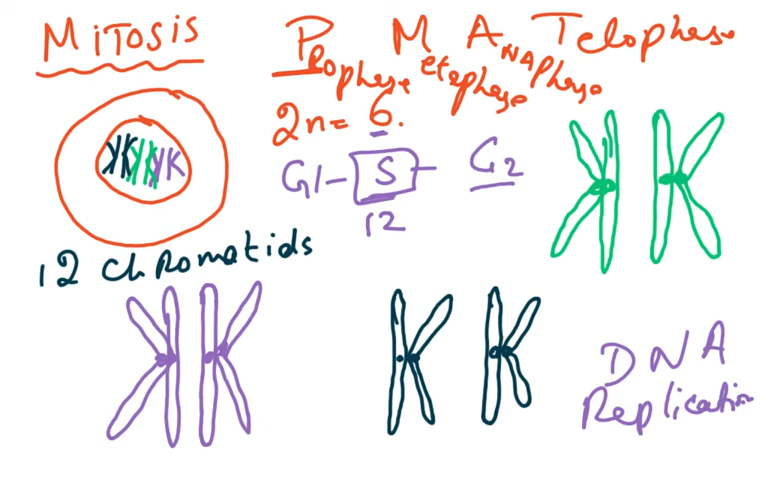 MiTOSiS
Prophase Metaphase ANAphase Telophase
2n= 6.
G1- S - G2
12
12 Chromatids
DNA
Replication